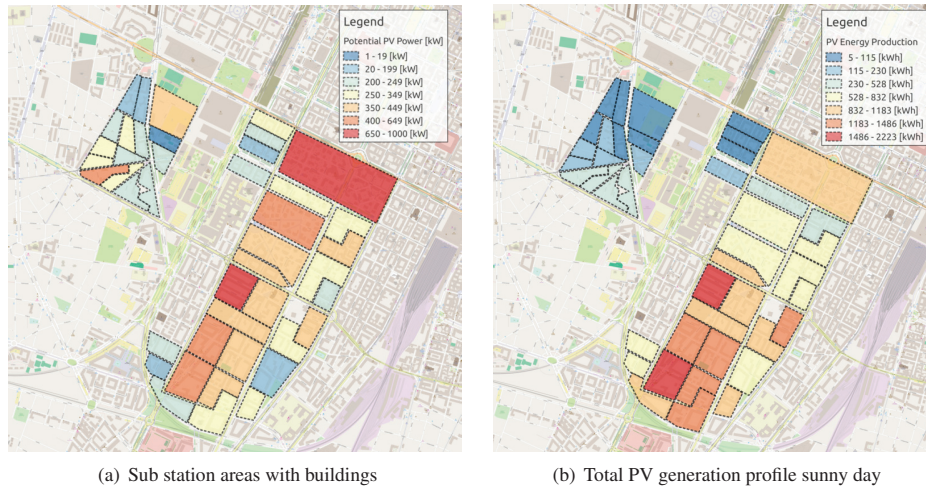 Legend
Potential PV Power [kW]
1 - 19 [kW]
20 - 199 [kW]
200 - 249 [kW]
250 - 349 [kW]
350 - 449 [kW]
400 - 649 [kW]
650 - 1000 [kW]
Legend
PV Energy Production
5 - 115 [kWh]
115 - 230 [kWh]
230 - 528 [kWh]
528 - 832 [kWh]
832 - 1183 [kWh]
1183 - 1486 [kWh]
1486 - 2223 [kWh]
(a) Sub station areas with buildings
(b) Total PV generation profile sunny day